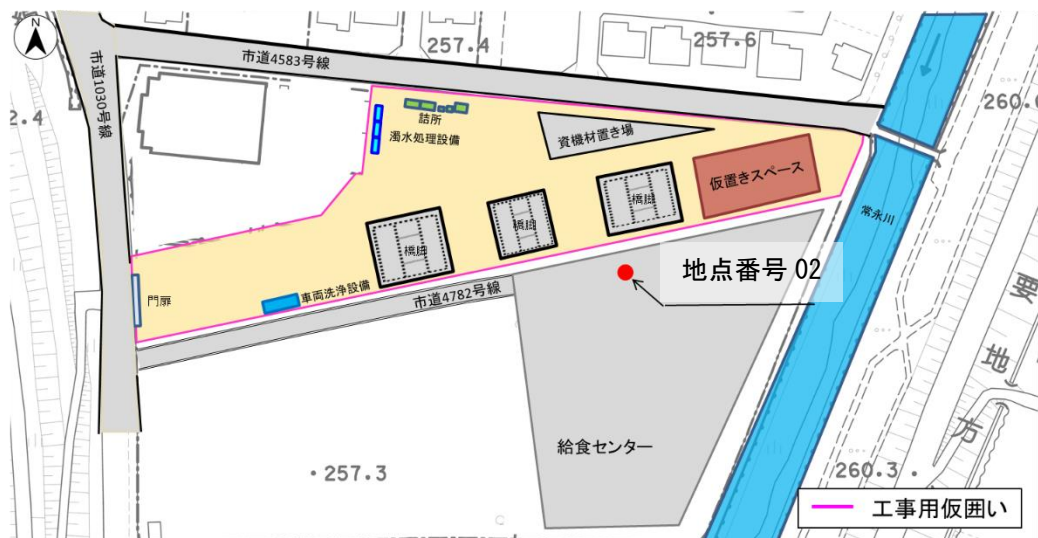 N
257.4
257.6
市道4583号線
市道1030号線
2.4
260.
詰所
濁水処理設備
資機材置き場
仮置きスペース
橋脚
橋脚
橋脚
常永川
地点番号 02
門扉
車両洗浄設備
市道4782号線
地
方
給食センター
257.3
260.3
工事用仮囲い